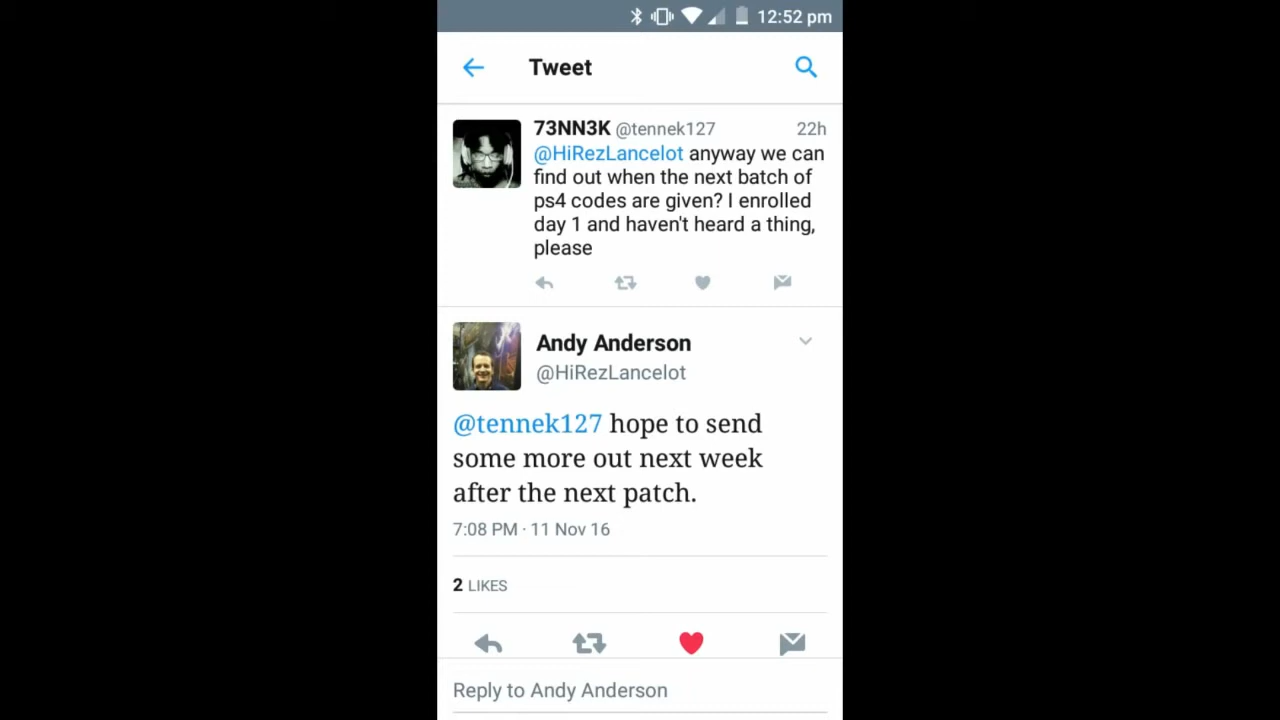 12:52 pm
Tweet
73NN3K @tennek127 22h
@HiRezLancelot anyway we can
find out when the next batch of
ps4 codes are given? I enrolled
day 1 and haven't heard a thing,
please
Andy Anderson
@HiRezLancelot
@tennek127 hope to send
some more out next week
after the next patch.
7:08 PM · 11 Nov 16
2 LIKES
Reply to Andy Anderson